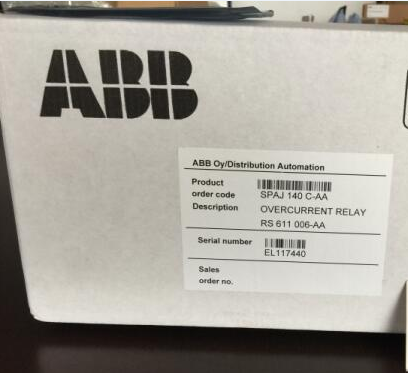 ABB
ABB Oy/Distribution Automation
Product
order code SPAJ 140 C-AA
Description OVERCURRENT RELAY
RS 611 006-AA
Serial number
EL117440
Sales
order no.